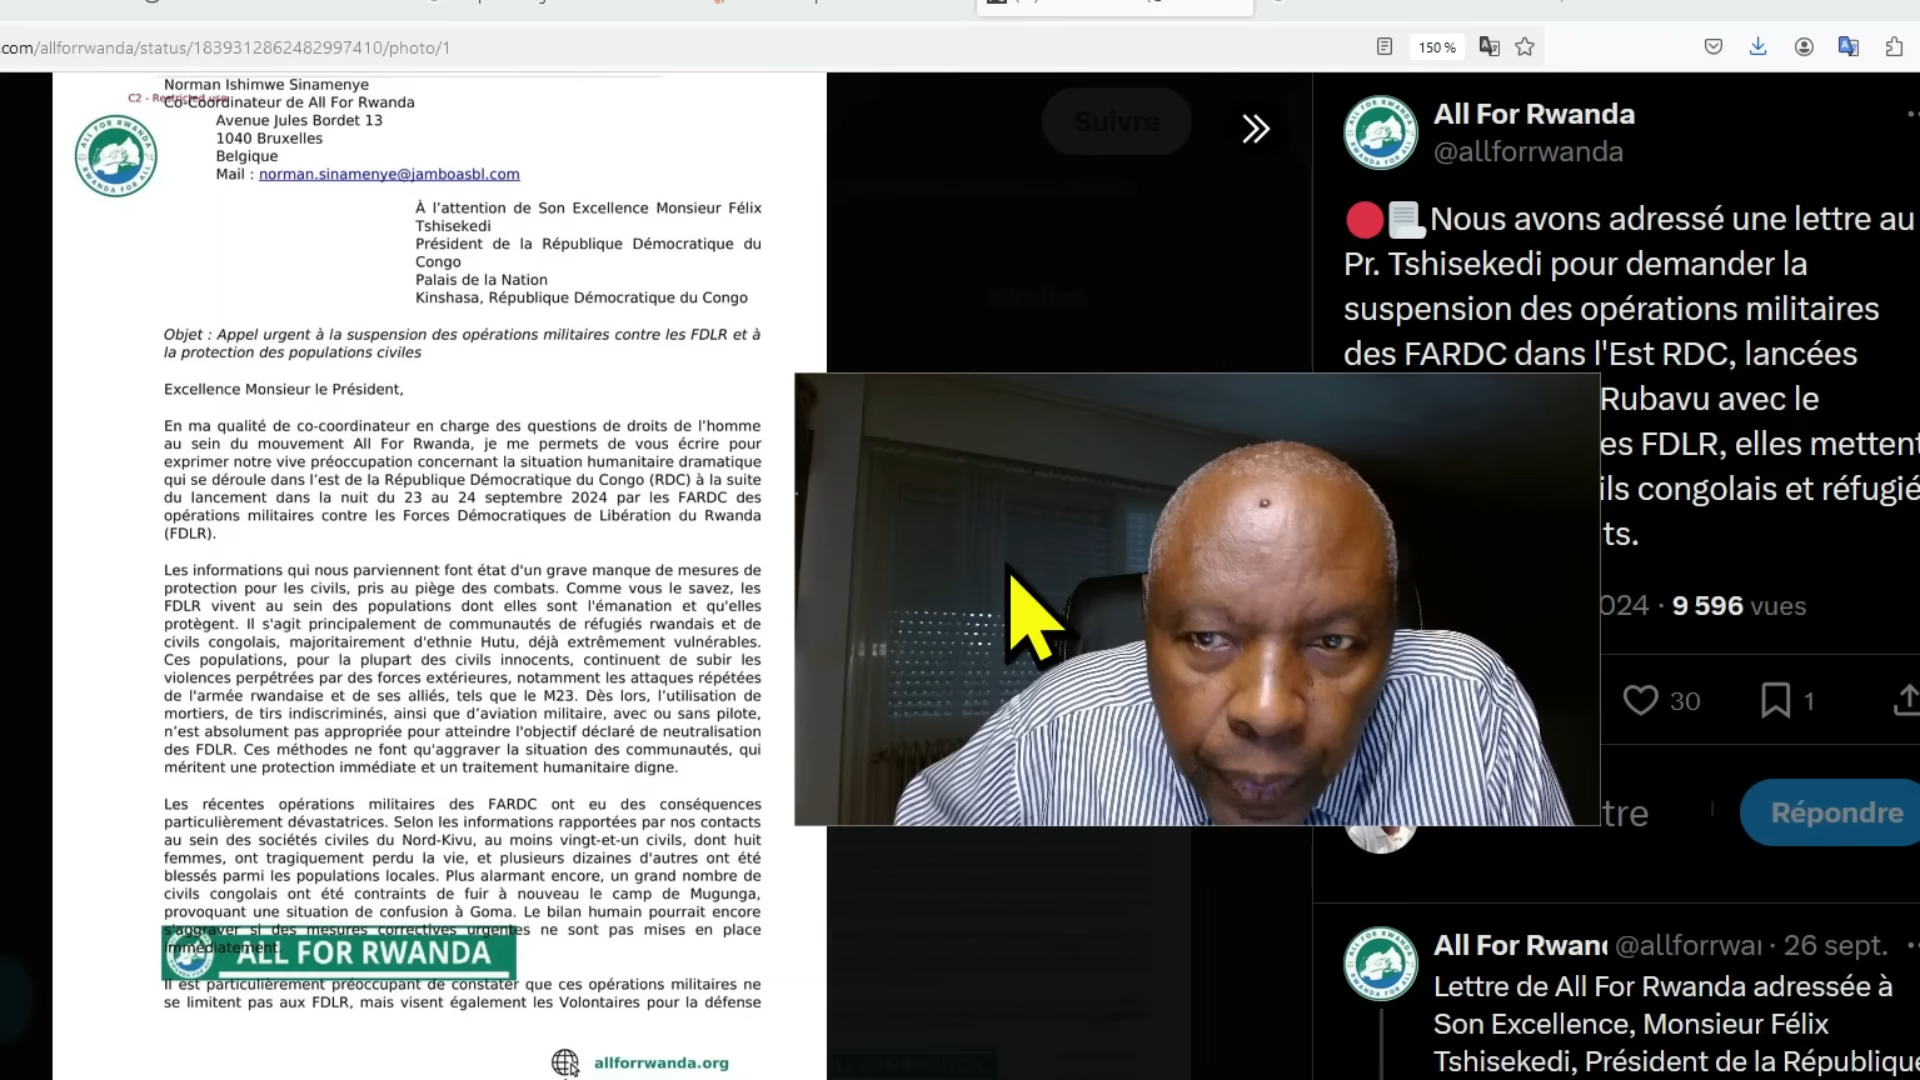 com/allforrwanda/status/1839312862482997410/photo/1
150 %
Norman Ishimwe Sinamenye
C2 - Restricted use
Co-Coordinateur de All For Rwanda
Avenue Jules Bordet 13
1040 Bruxelles
Belgique
Mail : norman.sinamenye@jamboasbl.com
ALL FOR RWANDA
RWANDA FOR ALL
À l’attention de Son Excellence Monsieur Félix
Tshisekedi
Président de la République Démocratique du
Congo
Palais de la Nation
Kinshasa, République Démocratique du Congo
Objet : Appel urgent à la suspension des opérations militaires contre les FDLR et à
la protection des populations civiles
Excellence Monsieur le Président,
En ma qualité de co-coordinateur en charge des questions de droits de l’homme
au sein du mouvement All For Rwanda, je me permets de vous écrire pour
exprimer notre vive préoccupation concernant la situation humanitaire dramatique
qui se déroule dans l’est de la République Démocratique du Congo (RDC) à la suite
du lancement dans la nuit du 23 au 24 septembre 2024 par les FARDC des
opérations militaires contre les Forces Démocratiques de Libération du Rwanda
(FDLR).
Les informations qui nous parviennent font état d'un grave manque de mesures de
protection pour les civils, pris au piège des combats. Comme vous le savez, les
FDLR vivent au sein des populations dont elles sont l'émanation et qu'elles
protègent. Il s'agit principalement de communautés de réfugiés rwandais et de
civils congolais, majoritairement d'ethnie Hutu, déjà extrêmement vulnérables.
Ces populations, pour la plupart des civils innocents, continuent de subir les
violences perpétrées par des forces extérieures, notamment les attaques répétées
de l'armée rwandaise et de ses alliés, tels que le M23. Dès lors, l’utilisation de
mortiers, de tirs indiscriminés, ainsi que d’aviation militaire, avec ou sans pilote,
n’est absolument pas appropriée pour atteindre l'objectif déclaré de neutralisation
des FDLR. Ces méthodes ne font qu'aggraver la situation des communautés, qui
méritent une protection immédiate et un traitement humanitaire digne.
Les récentes opérations militaires des FARDC ont eu des conséquences
particulièrement dévastatrices. Selon les informations rapportées par nos contacts
au sein des sociétés civiles du Nord-Kivu, au moins vingt-et-un civils, dont huit
femmes, ont tragiquement perdu la vie, et plusieurs dizaines d'autres ont été
blessés parmi les populations locales. Plus alarmant encore, un grand nombre de
civils congolais ont été contraints de fuir à nouveau le camp de Mugunga,
provoquant une situation de confusion à Goma. Le bilan humain pourrait encore
s'aggraver si des mesures correctives urgentes ne sont pas mises en place
immédiatement.
ALL FOR RWANDA
Il est particulièrement préoccupant de constater que ces opérations militaires ne
se limitent pas aux FDLR, mais visent également les Volontaires pour la défense
allforrwanda.org
Suivre
All For Rwanda
@allforrwanda
Nous avons adressé une lettre au
Pr. Tshisekedi pour demander la
suspension des opérations militaires
des FARDC dans l'Est RDC, lancées
Rubavu avec le
es FDLR, elles mettent
ils congolais et réfugié
ts.
024 · 9 596 vues
30
1
tre
Répondre
All For Rwan @allforrwa · 26 sept.
Lettre de All For Rwanda adressée à
Son Excellence, Monsieur Félix
Tshisekedi, Président de la République